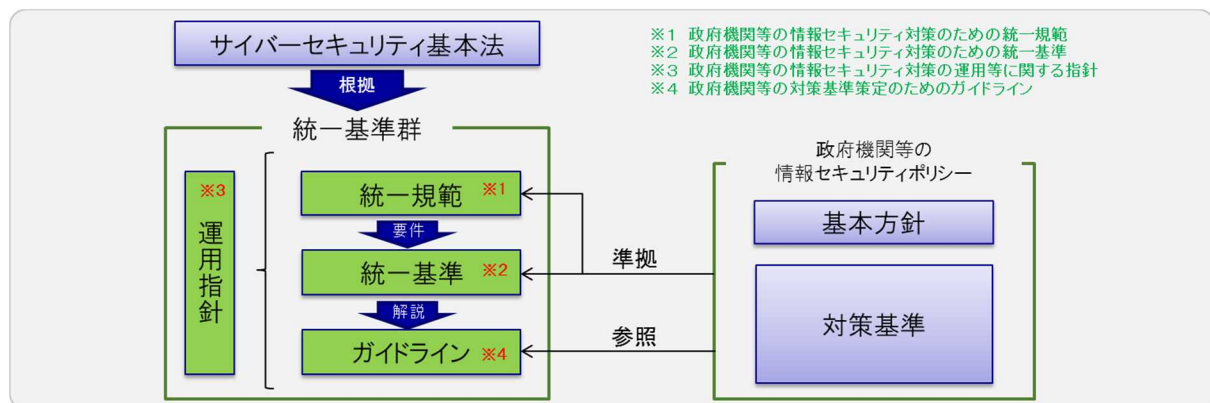 サイバーセキュリティ基本法
※1 政府機関等の情報セキュリティ対策のための統一規範
※2 政府機関等の情報セキュリティ対策のための統一基準
※3 政府機関等の情報セキュリティ対策の運用等に関する指針
※4 政府機関等の対策基準策定のためのガイドライン
根拠
統一基準群
※3
運用指針
統一規範 ※1
要件
統一基準 ※2
解説
ガイドライン ※4
準拠
参照
政府機関等の
情報セキュリティポリシー
基本方針
対策基準